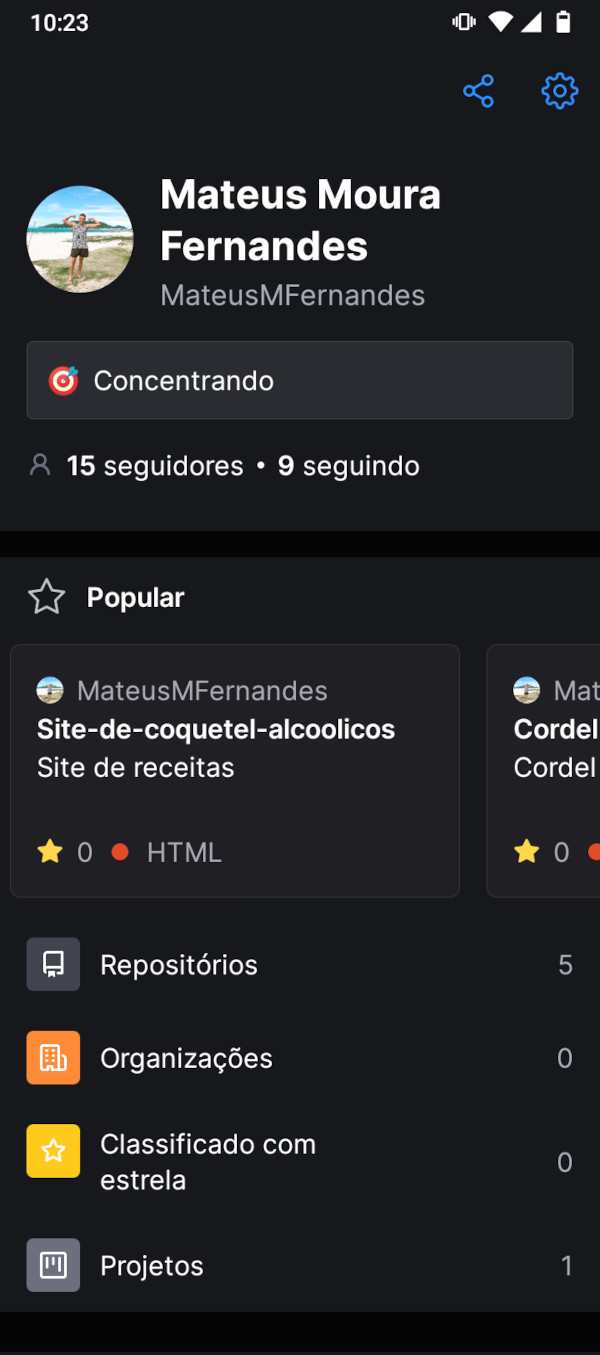 10:23
Mateus Moura
Fernandes
MateusMFernandes
Concentrando
15 seguidores • 9 seguindo
Popular
MateusMFernandes
Site-de-coquetel-alcoolicos
Site de receitas
0 HTML
Mat
Cordel
Cordel
0
Repositórios 5
Organizações 0
Classificado com
estrela 0
Projetos 1